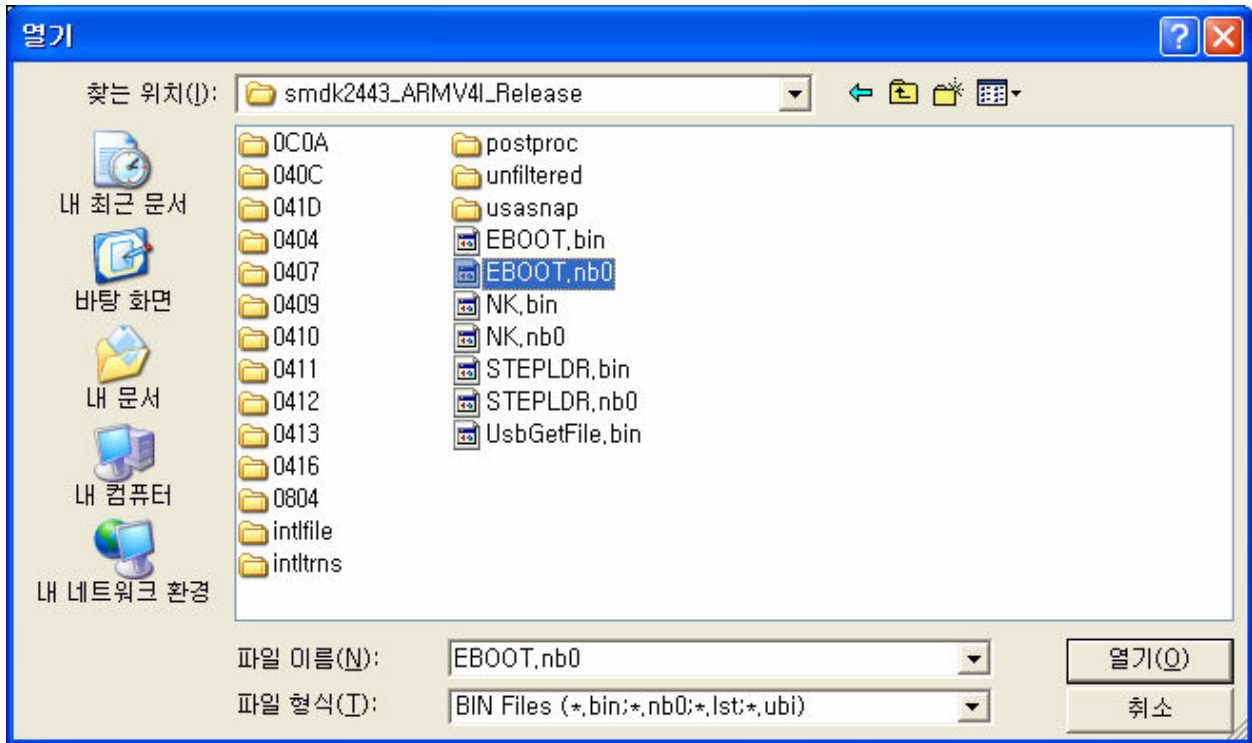 열기
찾는 위치(I): smdk2443_ARMV4I_Release
내 최근 문서
바탕 화면
내 문서
내 컴퓨터
내 네트워크 환경
0C0A
040C
041D
0404
0407
0409
0410
0411
0412
0413
0416
0804
intlfile
intltrns
postproc
unfiltered
usasnap
EBOOT.bin
EBOOT.nb0
NK.bin
NK.nb0
STEPLDR.bin
STEPLDR.nb0
UsbGetFile.bin
파일 이름(N): EBOOT.nb0 열기(O)
파일 형식(T): BIN Files (*.bin;*.nb0;*.lst;*.ubi) 취소